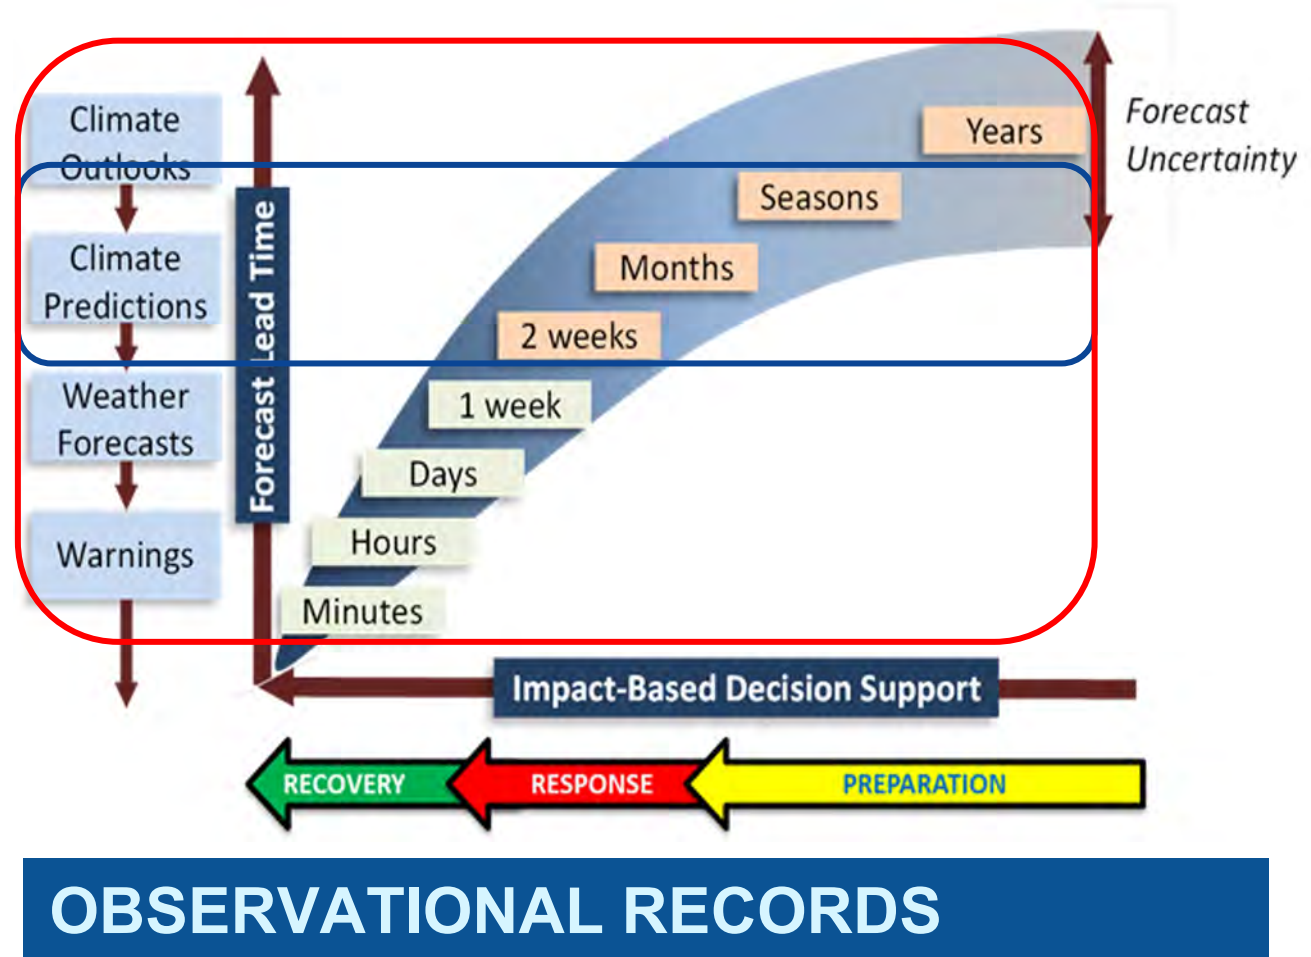 Climate
Outlooks
Climate
Predictions
Weather
Forecasts
Warnings
Forecast Lead Time
Years
Seasons
Months
2 weeks
1 week
Days
Hours
Minutes
Forecast
Uncertainty
Impact-Based Decision Support
RECOVERY
RESPONSE
PREPARATION
OBSERVATIONAL RECORDS